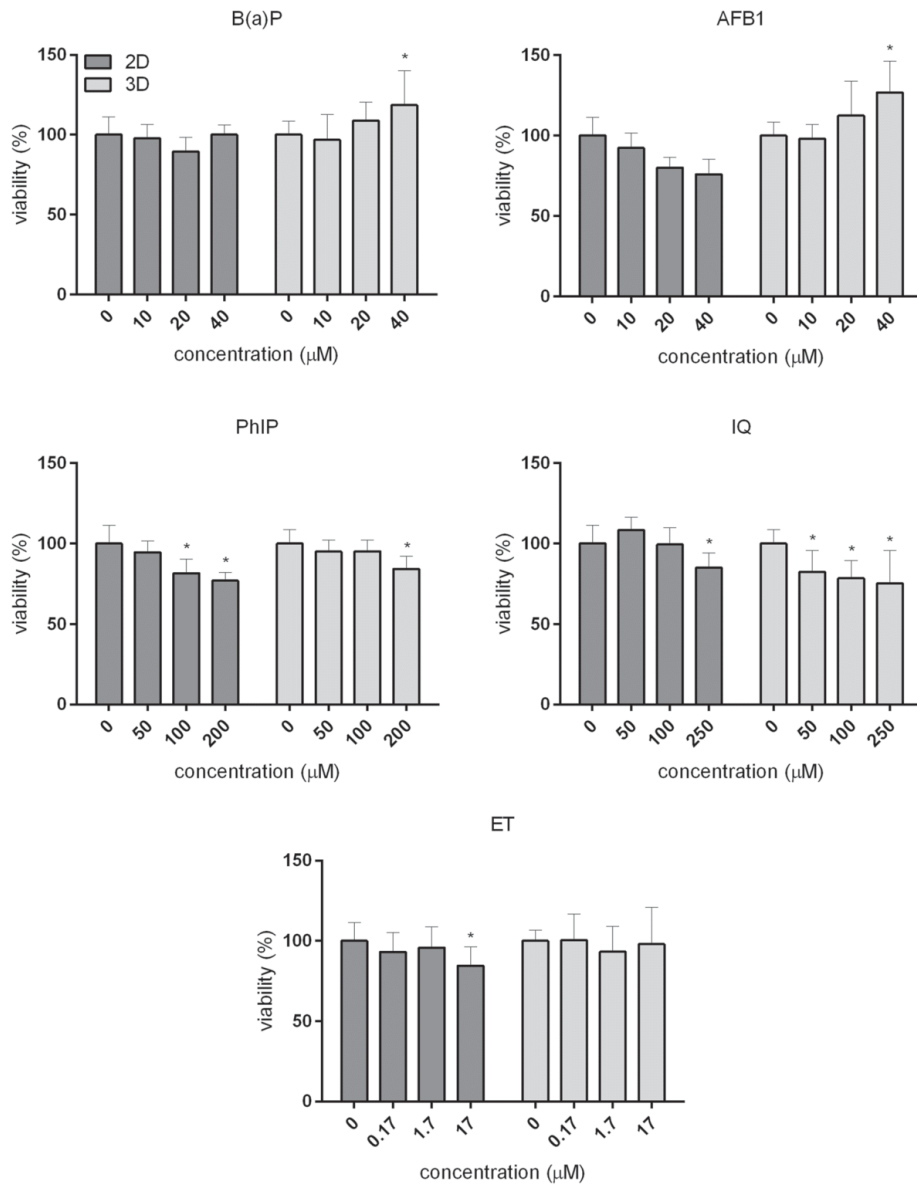 B(a)P
150
100
50
0
viability (%)
2D
3D
*
0 10 20 40 0 10 20 40
concentration (μM)
AFB1
150
100
50
0
viability (%)
*
0 10 20 40 0 10 20 40
concentration (μM)
PhIP
150
100
50
0
viability (%)
* * *
0 50 100 200 0 50 100 200
concentration (μM)
IQ
150
100
50
0
viability (%)
* * * *
0 50 100 250 0 50 100 250
concentration (μM)
ET
150
100
50
0
viability (%)
*
0 0.17 1.7 17 0 0.17 1.7 17
concentration (μM)